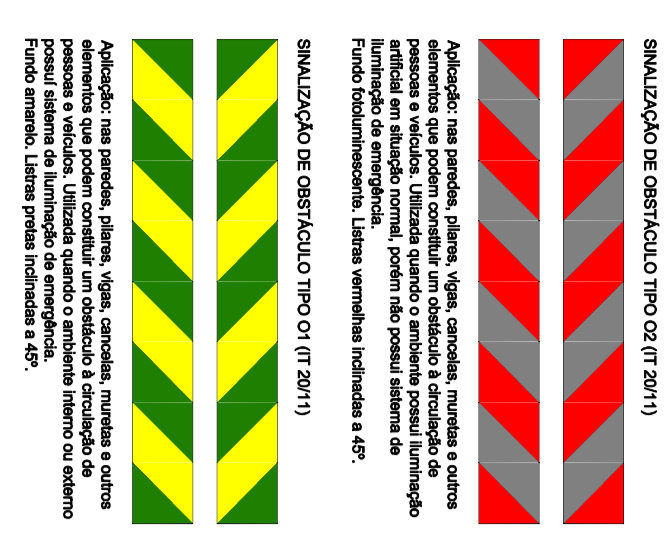 SINALIZAÇÃO DE OBSTÁCULO TIPO O2 (IT 20/11)
Aplicação: nas paredes, pilares, vigas, cancelas, muretas e outros
elementos que podem constituir um obstáculo à circulação de
pessoas e veículos. Utilizada quando o ambiente possui iluminação
artificial em situação normal, porém não possui sistema de
iluminação de emergência.
Fundo fotoluminescente. Listras vermelhas inclinadas a 45º.
SINALIZAÇÃO DE OBSTÁCULO TIPO O1 (IT 20/11)
Aplicação: nas paredes, pilares, vigas, cancelas, muretas e outros
elementos que podem constituir um obstáculo à circulação de
pessoas e veículos. Utilizada quando o ambiente interno ou externo
possuí sistema de iluminação de emergência.
Fundo amarelo. Listras pretas inclinadas a 45º.